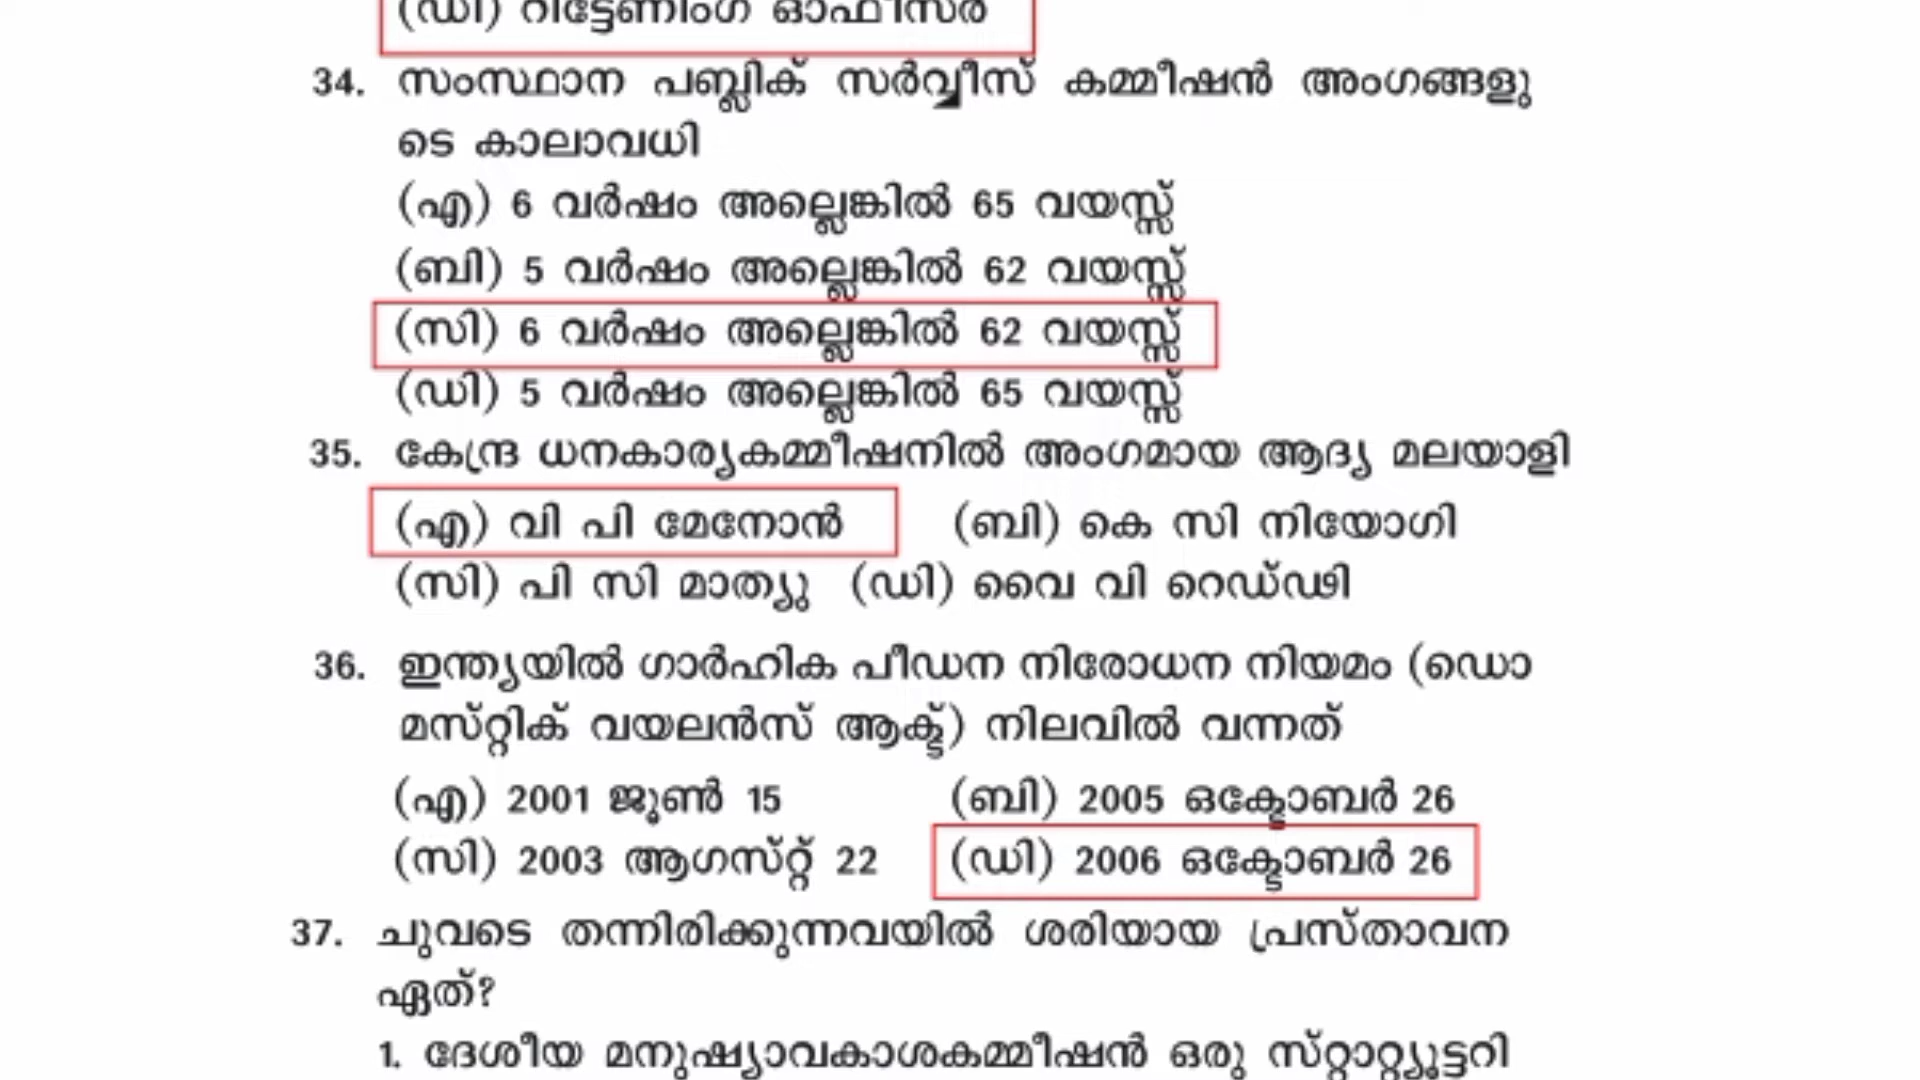 (ഡി) റിട്ടേണിംഗ് ഓഫീസർ
34. സംസ്ഥാന പബ്ലിക് സർവ്വീസ് കമ്മീഷൻ അംഗങ്ങളു
ടെ കാലാവധി
(എ) 6 വർഷം അല്ലെങ്കിൽ 65 വയസ്സ്
(ബി) 5 വർഷം അല്ലെങ്കിൽ 62 വയസ്സ്
(സി) 6 വർഷം അല്ലെങ്കിൽ 62 വയസ്സ്
(ഡി) 5 വർഷം അല്ലെങ്കിൽ 65 വയസ്സ്
35. കേന്ദ്ര ധനകാര്യകമ്മീഷനിൽ അംഗമായ ആദ്യ മലയാളി
(എ) വി പി മേനോൻ (ബി) കെ സി നിയോഗി
(സി) പി സി മാത്യു (ഡി) വൈ വി റെഡ്ഢി
36. ഇന്ത്യയിൽ ഗാർഹിക പീഡന നിരോധന നിയമം (ഡൊ
മസ്റ്റിക് വയലൻസ് ആക്ട്) നിലവിൽ വന്നത്
(എ) 2001 ജൂൺ 15 (ബി) 2005 ഒക്ടോബർ 26
(സി) 2003 ആഗസ്റ്റ് 22 (ഡി) 2006 ഒക്ടോബർ 26
37. ചുവടെ തന്നിരിക്കുന്നവയിൽ ശരിയായ പ്രസ്താവന
ഏത്?
1. ദേശീയ മനുഷ്യാവകാശകമ്മീഷൻ ഒരു സ്റ്റാറ്റ്യൂട്ടറി